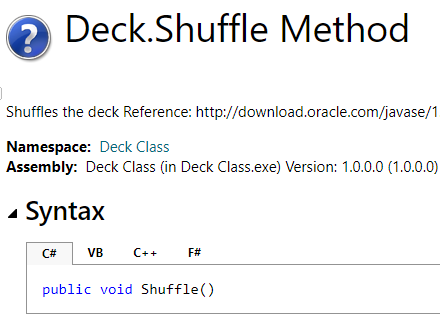 Deck.Shuffle Method
Shuffles the deck Reference: http://download.oracle.com/javase/1
Namespace: Deck Class
Assembly: Deck Class (in Deck Class.exe) Version: 1.0.0.0 (1.0.0.0)
Syntax
C# VB C++ F#
public void Shuffle()